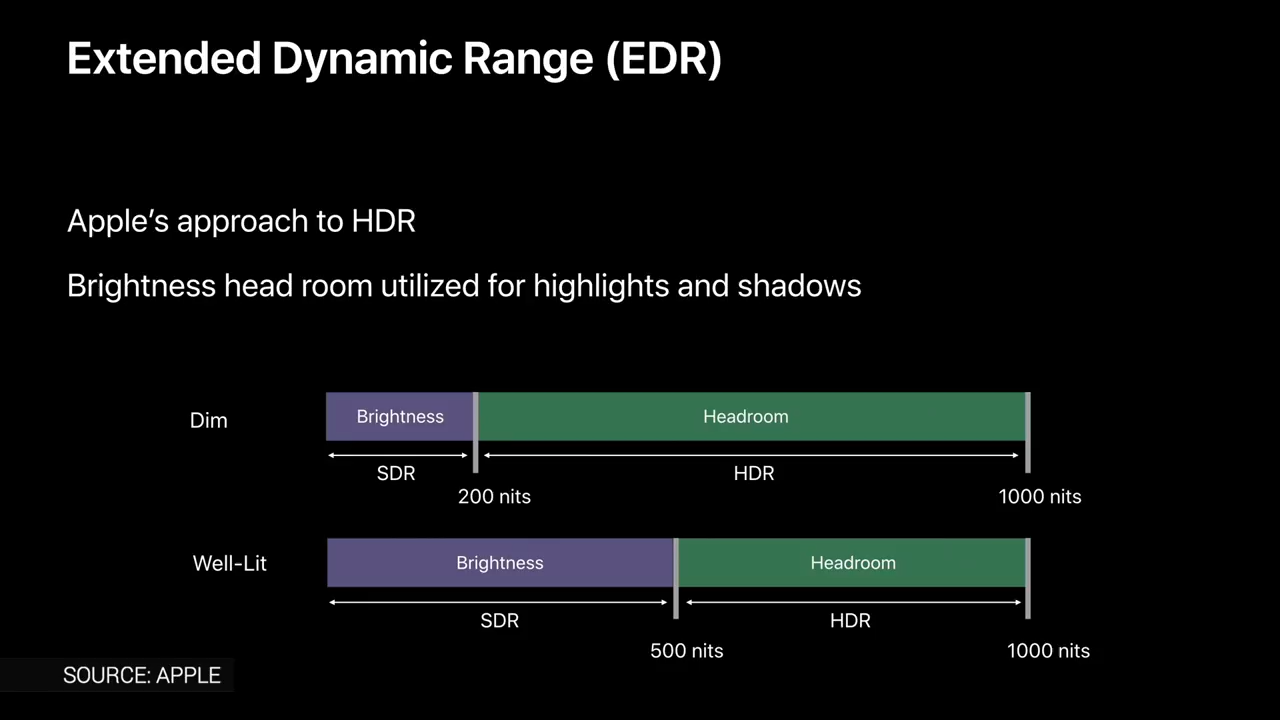 Extended Dynamic Range (EDR)
Apple’s approach to HDR
Brightness head room utilized for highlights and shadows
Dim
Brightness
Headroom
SDR
HDR
200 nits
1000 nits
Well-Lit
Brightness
Headroom
SDR
HDR
500 nits
1000 nits
SOURCE: APPLE